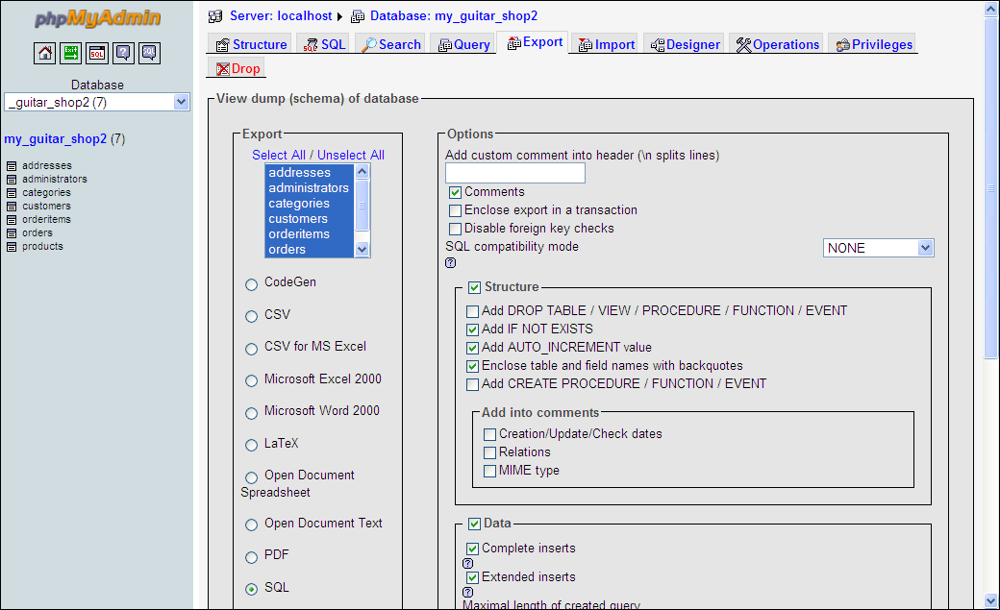 phpMyAdmin
SQL
Database
_guitar_shop2 (7)
my_guitar_shop2 (7)
addresses
administrators
categories
customers
orderitems
orders
products
Server: localhost Database: my_guitar_shop2
Structure SQL Search Query Export Import Designer Operations Privileges
Drop
View dump (schema) of database
Export
Select All / Unselect All
addresses
administrators
categories
customers
orderitems
orders
CodeGen
CSV
CSV for MS Excel
Microsoft Excel 2000
Microsoft Word 2000
LaTeX
Open Document
Spreadsheet
Open Document Text
PDF
SQL
Options
Add custom comment into header (\n splits lines)
Comments
Enclose export in a transaction
Disable foreign key checks
SQL compatibility mode NONE
Structure
Add DROP TABLE / VIEW / PROCEDURE / FUNCTION / EVENT
Add IF NOT EXISTS
Add AUTO_INCREMENT value
Enclose table and field names with backquotes
Add CREATE PROCEDURE / FUNCTION / EVENT
Add into comments
Creation/Update/Check dates
Relations
MIME type
Data
Complete inserts
Extended inserts
Maximal length of created query